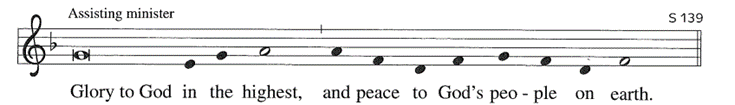 Assisting minister
S 139
Glory to God in the highest, and peace to God's peo - ple on earth.